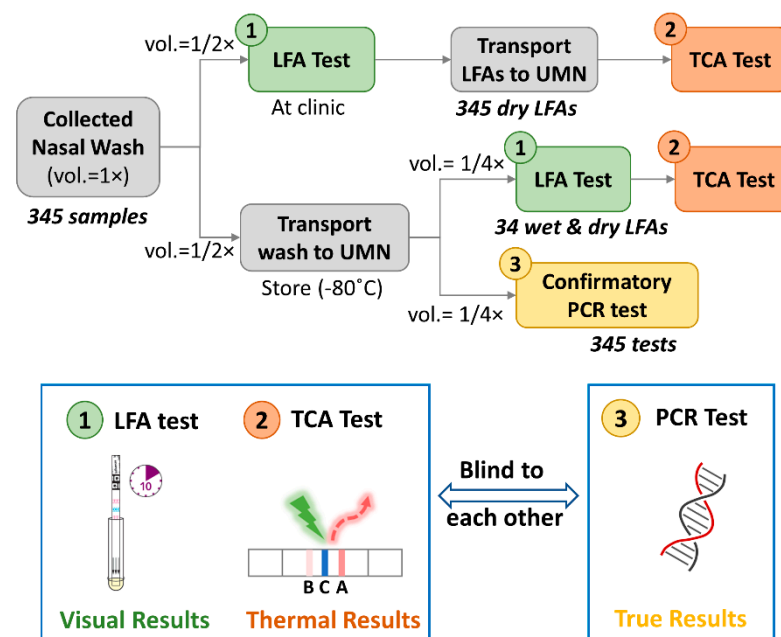 vol.=1/2×
1
LFA Test
At clinic
Transport
LFAs to UMN
345 dry LFAs
2
TCA Test
Collected
Nasal Wash
(vol.=1×)
345 samples
vol.=1/2×
Transport
wash to UMN
Store (-80˚C)
vol.= 1/4×
1
LFA Test
34 wet & dry LFAs
2
TCA Test
vol.= 1/4×
3
Confirmatory
PCR test
345 tests
1 LFA test
10
Visual Results
2 TCA Test
B C A
Thermal Results
Blind to
each other
3 PCR Test
True Results